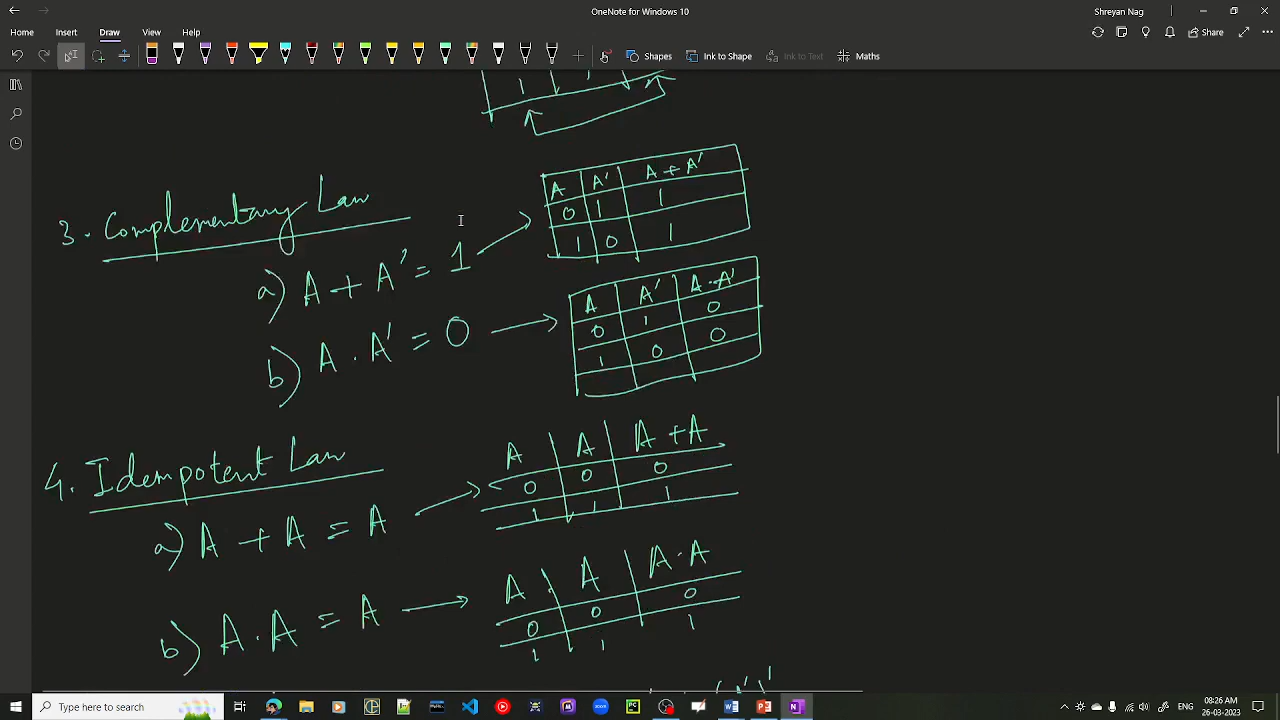 OneNote for Windows 10
Shreyan Nag
Home Insert Draw View Help
Share
Shapes Ink to Shape Ink to Text Maths
1 1
3. Complementary Law
a) A + A' = 1
A A' A + A'
0 1 1
1 0 1
b) A . A' = 0
A A' A . A'
0 1 0
1 0 0
4. Idempotent Law
a) A + A = A
A A A + A
0 0 0
1 1 1
b) A . A = A
A A A . A
0 0 0
1 1 1
Type here to search
ENG
08:26 AM
26-03-2023